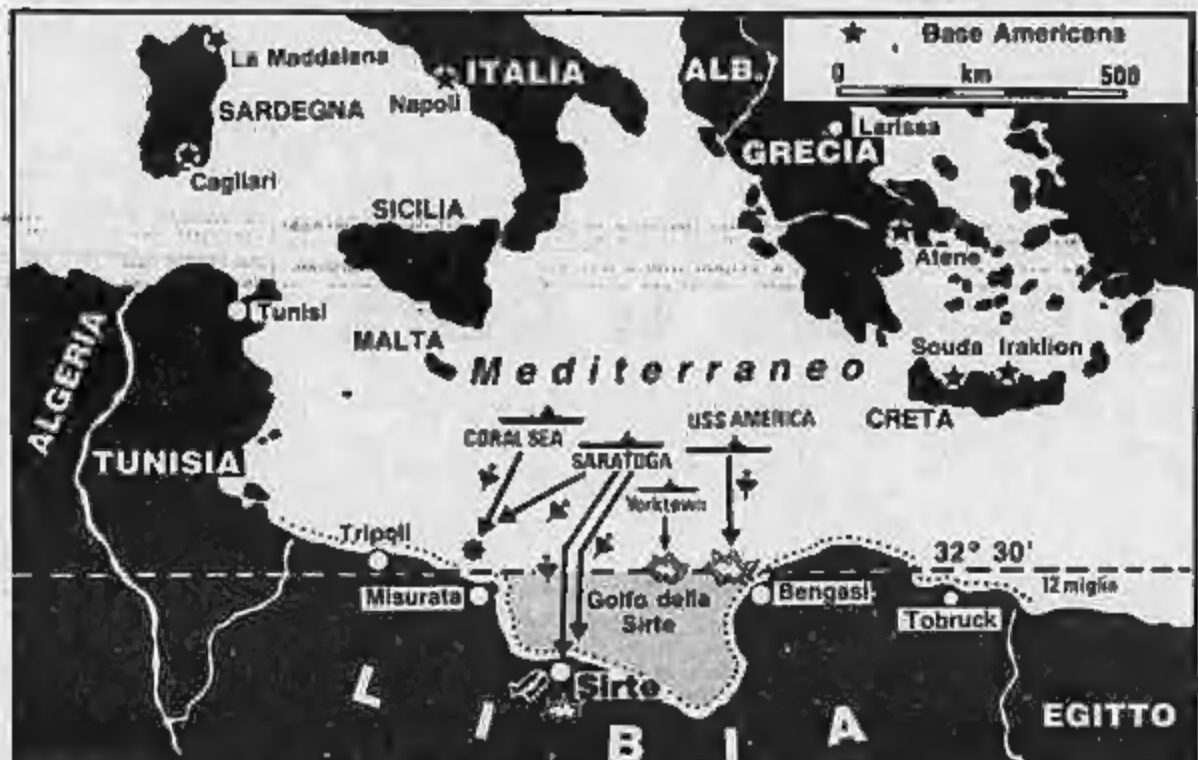 ★ Base Americana
0 km 500
La Maddalena
ITALIA
ALB.
Napoli
SARDEGNA
Larissa
GRECIA
Cagliari
SICILIA
Atene
Tunisi
MALTA
Souda Iraklion
Mediterraneo
ALGERIA
CRETA
USS AMERICA
CORAL SEA
SARATOGA
TUNISIA
Yorktown
Tripoli
32° 30'
12 miglia
Misurata
Golfo della
Sirte
Bengasi
Tobruck
Sirte
LIBIA
EGITTO